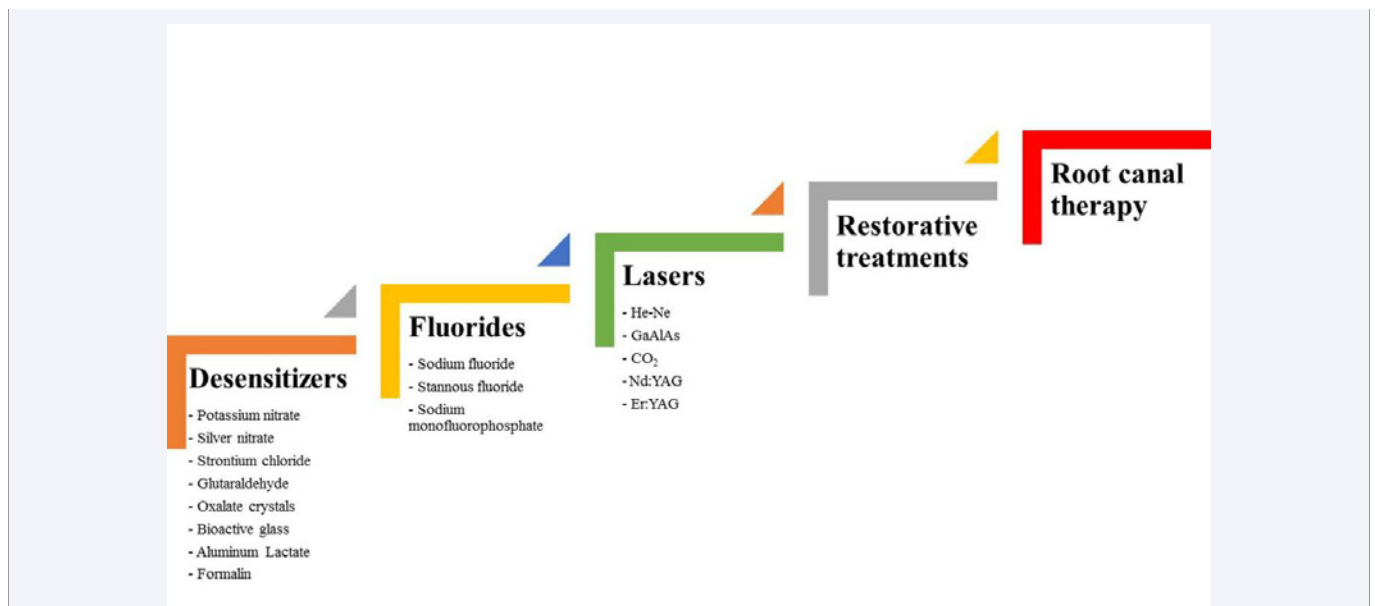 Desensitizers
- Potassium nitrate
- Silver nitrate
- Strontium chloride
- Glutaraldehyde
- Oxalate crystals
- Bioactive glass
- Aluminum Lactate
- Formalin
Fluorides
- Sodium fluoride
- Stannous fluoride
- Sodium
monofluorophosphate
Lasers
- He-Ne
- GaAlAs
- CO₂
- Nd:YAG
- Er:YAG
Restorative
treatments
Root canal
therapy